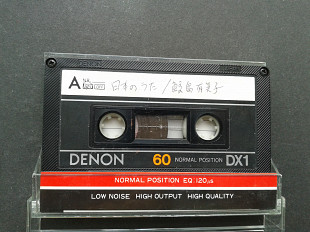 A 日本のうた/鮫島有美子
DENON 60 NORMAL POSITION DX1
NORMAL POSITION EQ:120μs
LOW NOISE HIGH OUTPUT HIGH QUALITY